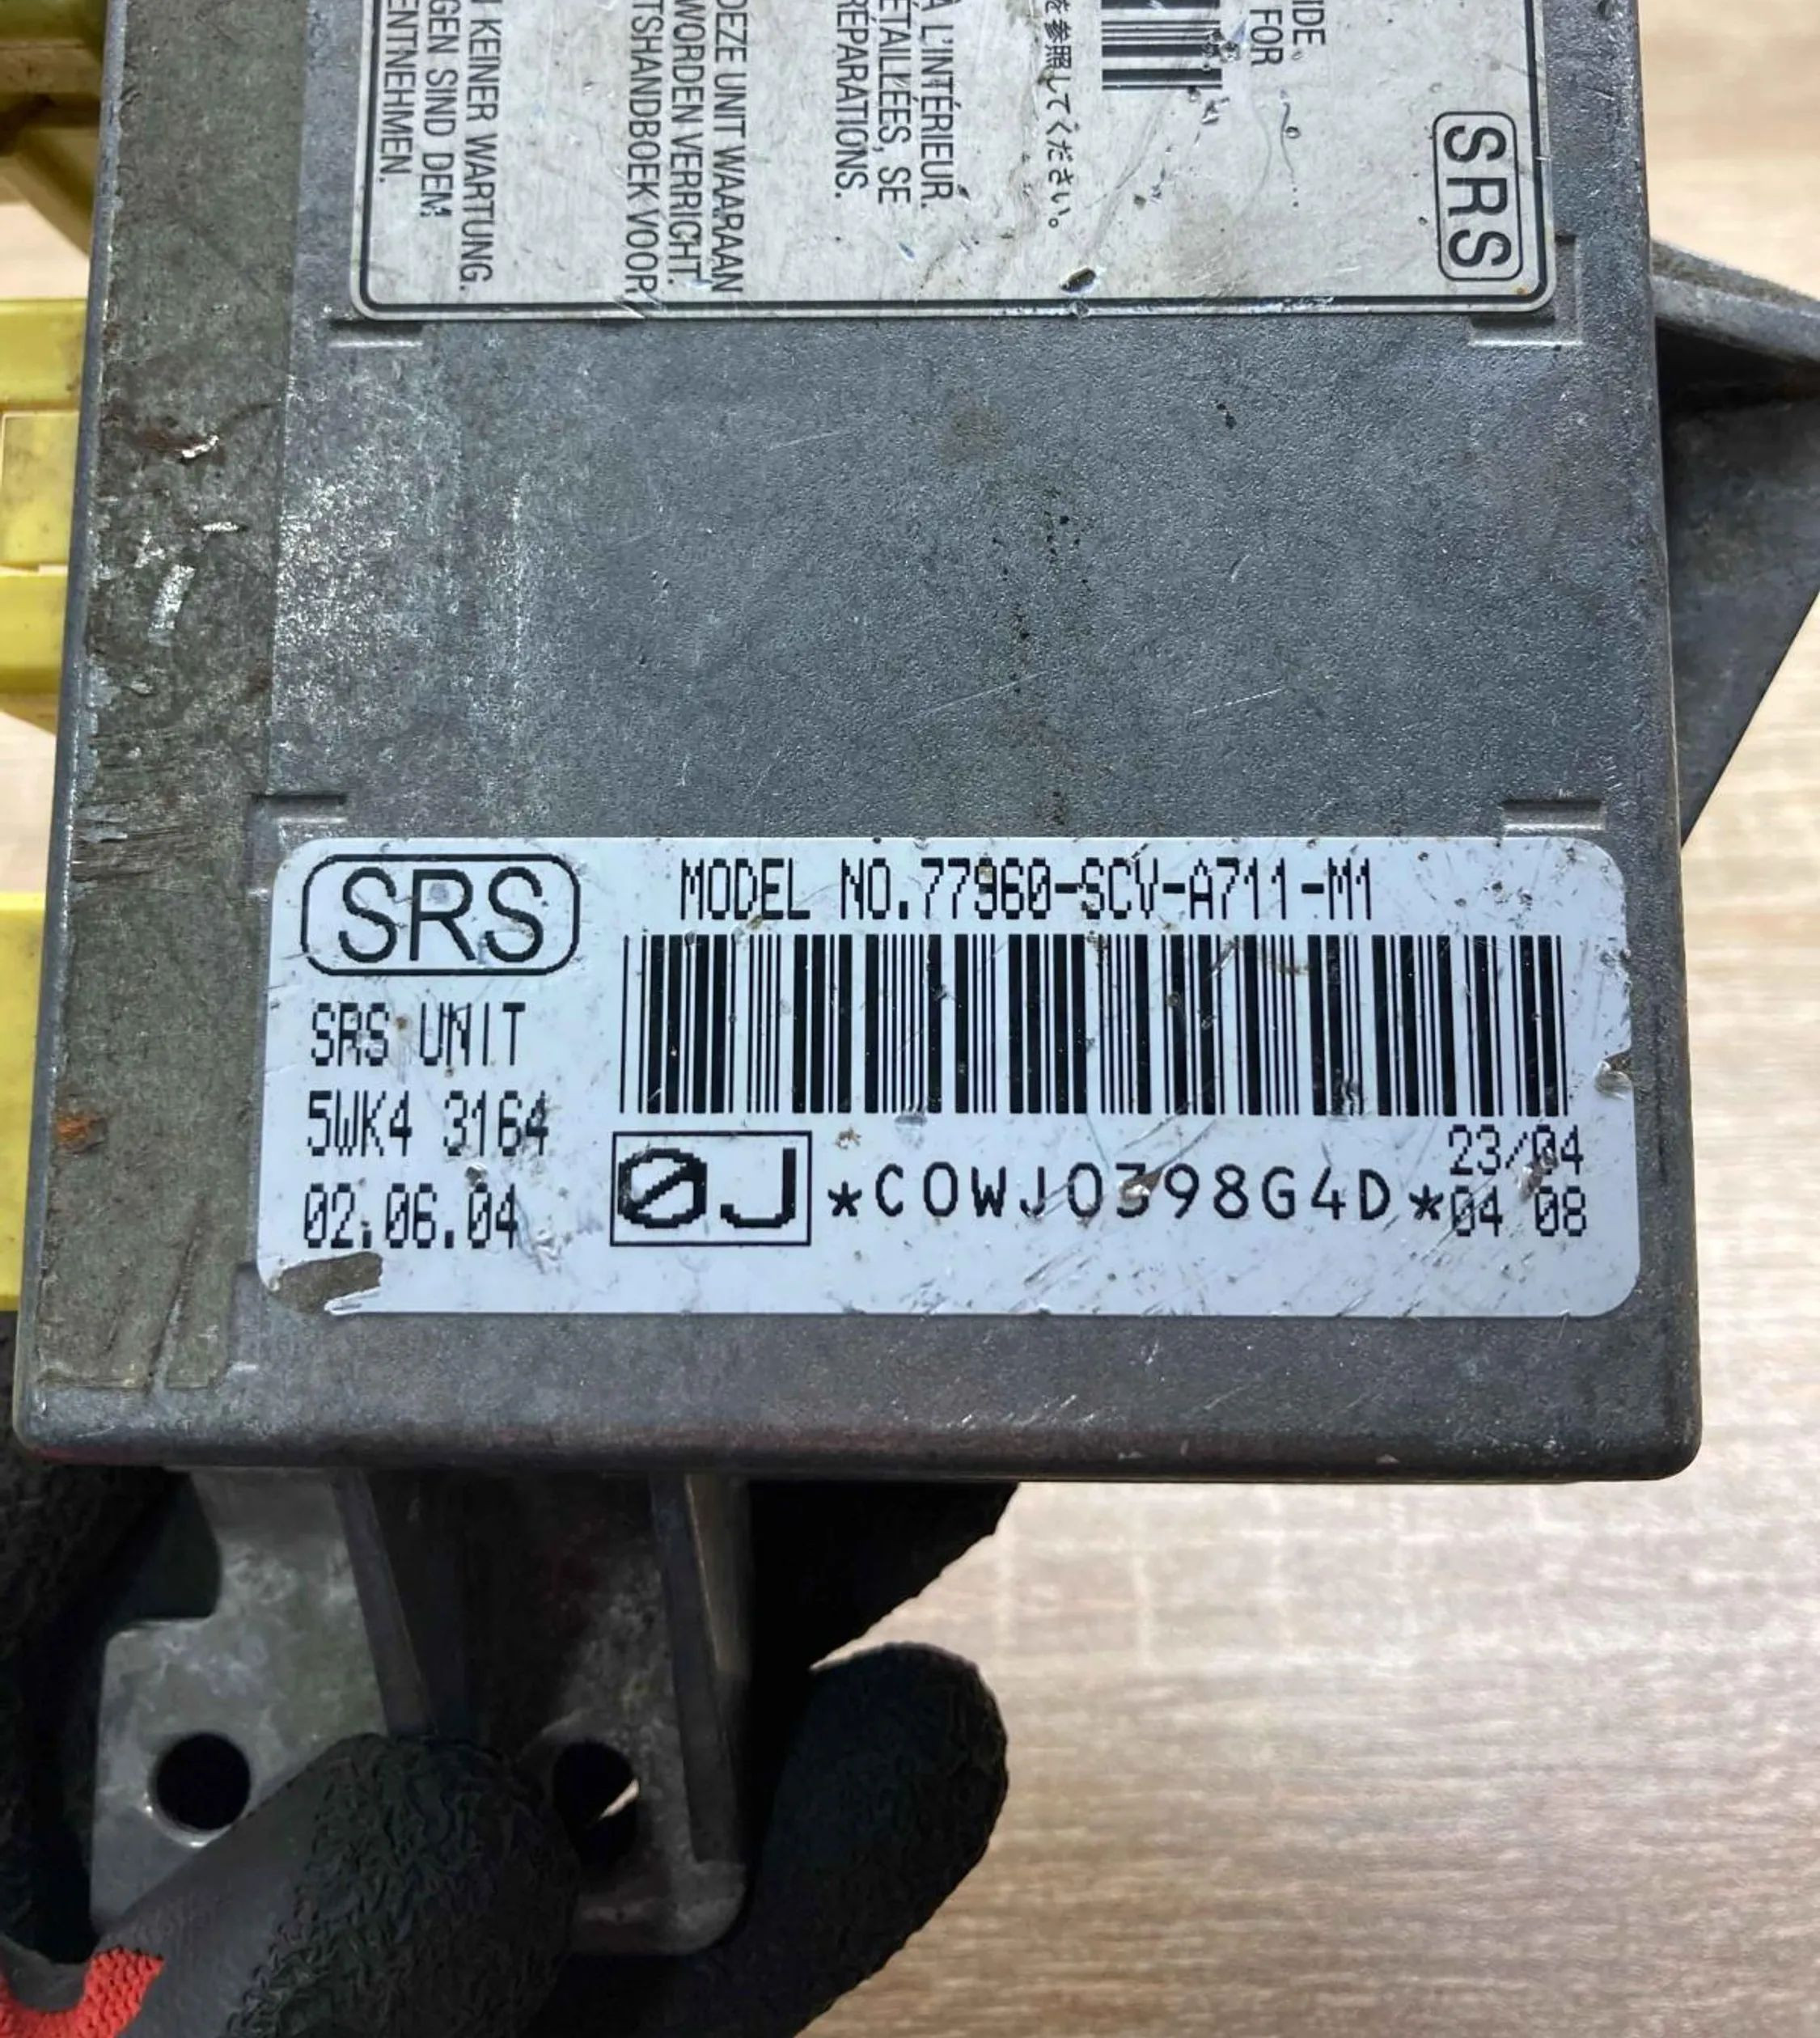 N KEINER WARTUNG.
GEN SIND DEM
ENTNEHMEN.
DEZE UNIT WAARAAN
WORDEN VERRICHT.
TSHANDBOEK VOOR
À L'INTÉRIEUR.
ÉTAILLÉES, SE
RÉPARATIONS.
を参照してください。
IDE
FOR
SRS
SRS
MODEL NO.77960-SCV-A711-M1
SRS UNIT
5WK4 3164
02.06.04
0J
*C0WJ0398G4D*
23/04
04 08